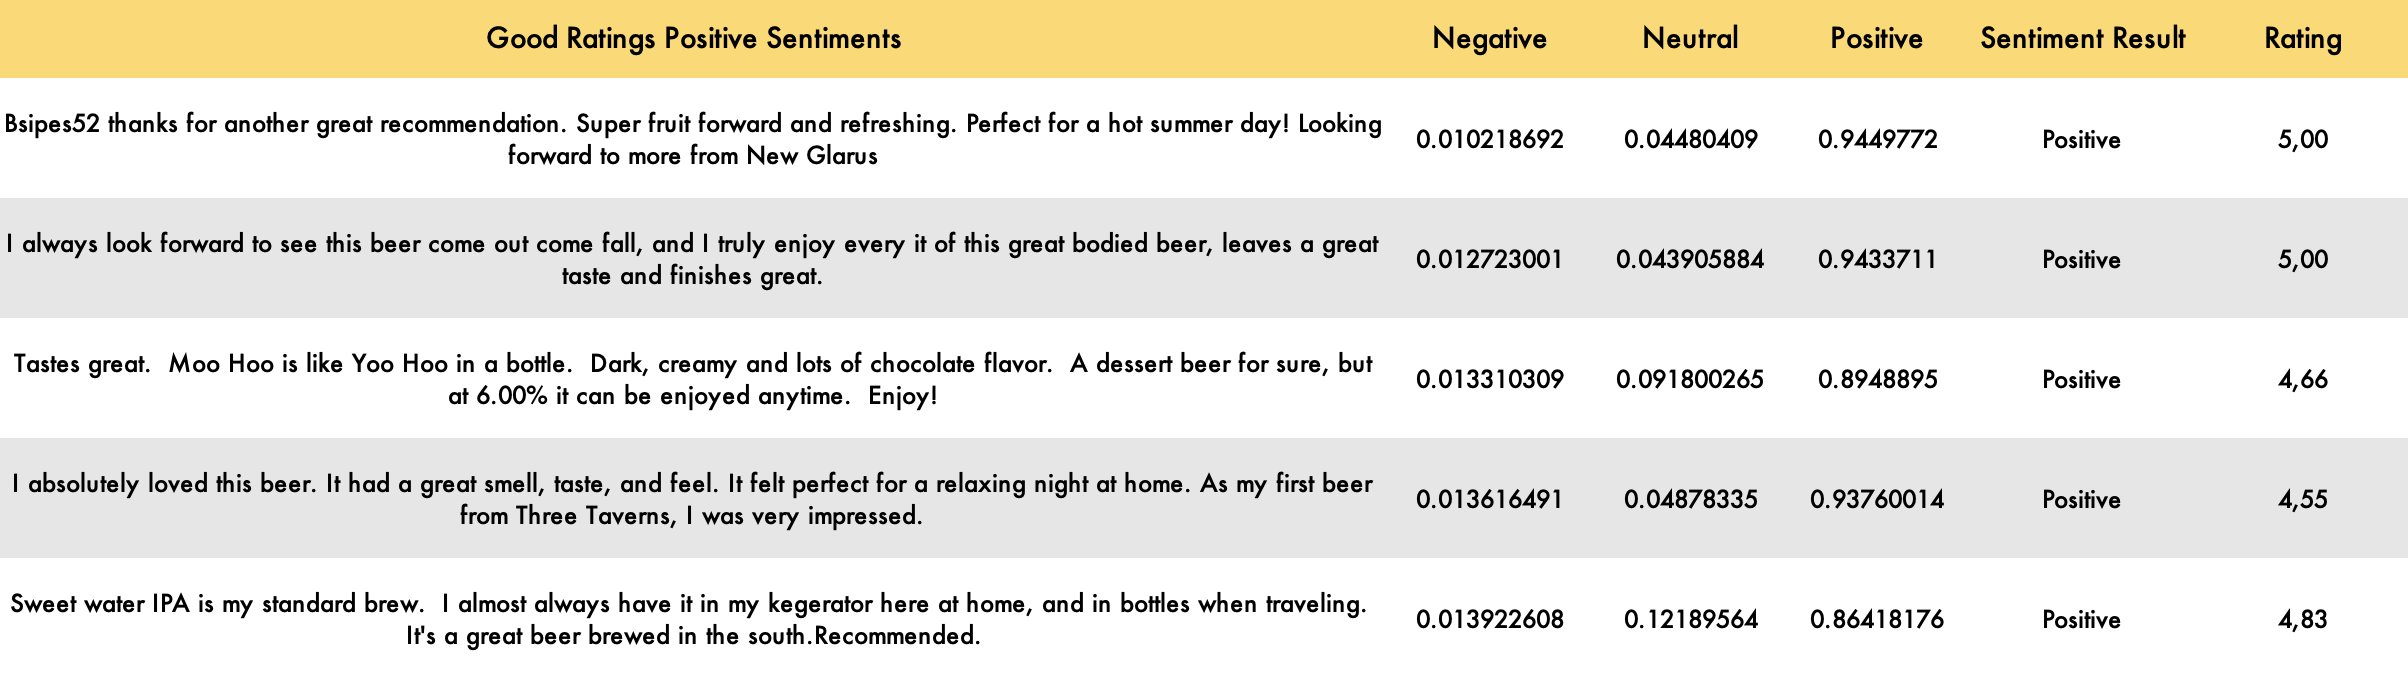 Good Ratings Positive Sentiments Negative Neutral Positive Sentiment Result Rating
Bsipes52 thanks for another great recommendation. Super fruit forward and refreshing. Perfect for a hot summer day! Looking
forward to more from New Glarus
0.010218692 0.04480409 0.9449772 Positive 5,00
I always look forward to see this beer come out come fall, and I truly enjoy every it of this great bodied beer, leaves a great
taste and finishes great.
0.012723001 0.043905884 0.9433711 Positive 5,00
Tastes great.  Moo Hoo is like Yoo Hoo in a bottle.  Dark, creamy and lots of chocolate flavor.  A dessert beer for sure, but
at 6.00% it can be enjoyed anytime.  Enjoy!
0.013310309 0.091800265 0.8948895 Positive 4,66
I absolutely loved this beer. It had a great smell, taste, and feel. It felt perfect for a relaxing night at home. As my first beer
from Three Taverns, I was very impressed.
0.013616491 0.04878335 0.93760014 Positive 4,55
Sweet water IPA is my standard brew.  I almost always have it in my kegerator here at home, and in bottles when traveling.
It's a great beer brewed in the south.Recommended.
0.013922608 0.12189564 0.86418176 Positive 4,83